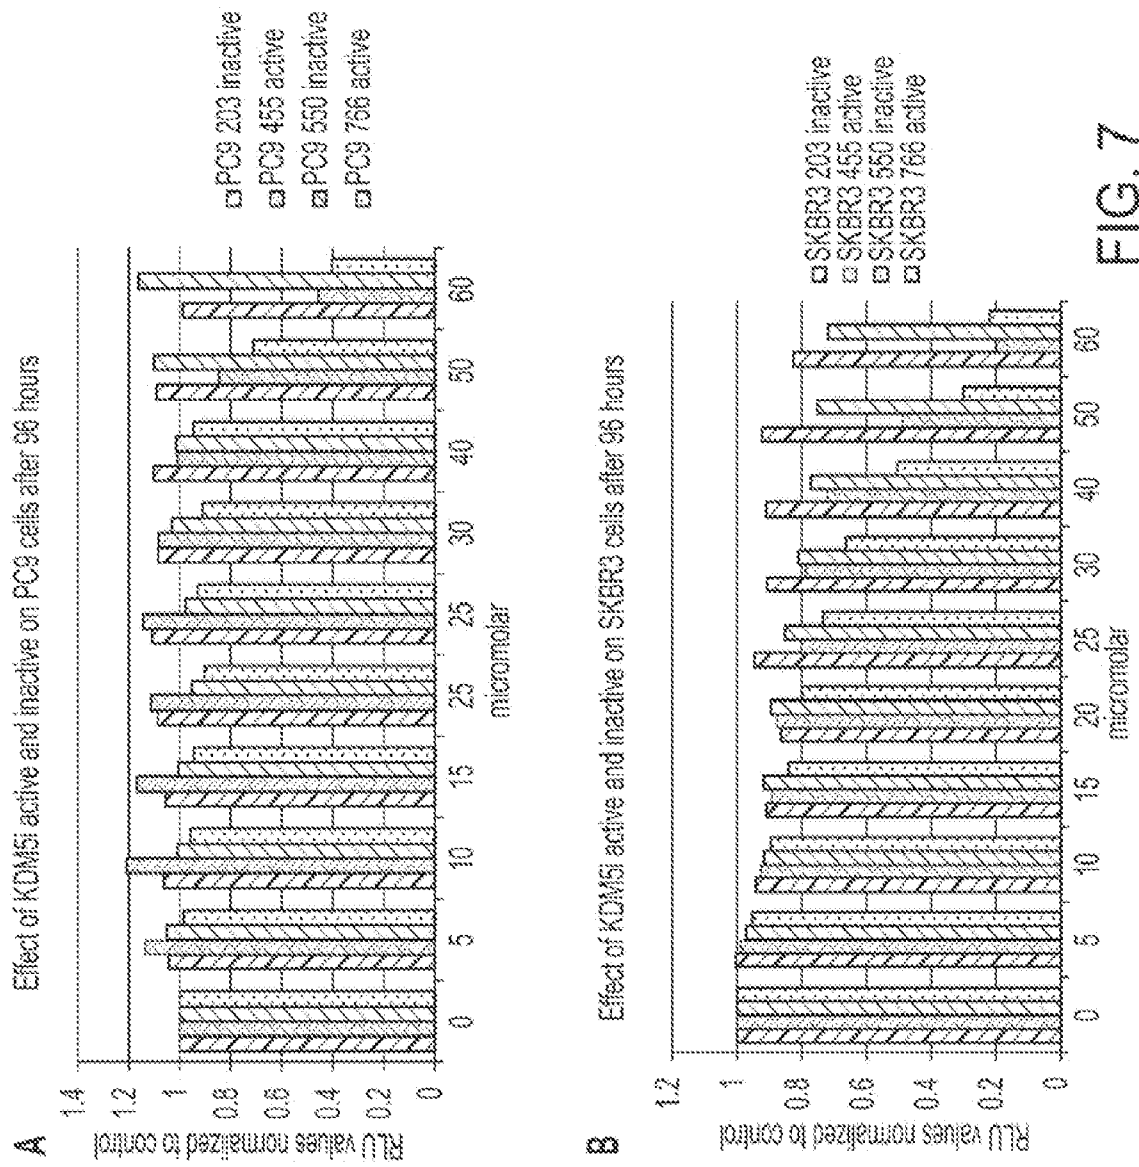 A
Effect of KDM5i active and inactive on PC9 cells after 96 hours
RLU values normalized to control
1.4
1.2
1
0.8
0.6
0.4
0.2
0
0 5 10 15 25 25 30 40 50 60
micromolar
PC9 203 inactive
PC9 455 active
PC9 550 inactive
PC9 766 active
B
Effect of KDM5i active and inactive on SKBR3 cells after 96 hours
RLU values normalized to control
1.2
1
0.8
0.6
0.4
0.2
0
0 5 10 15 20 25 30 40 50 60
micromolar
SKBR3 203 inactive
SKBR3 455 active
SKBR3 550 inactive
SKBR3 766 active
FIG. 7